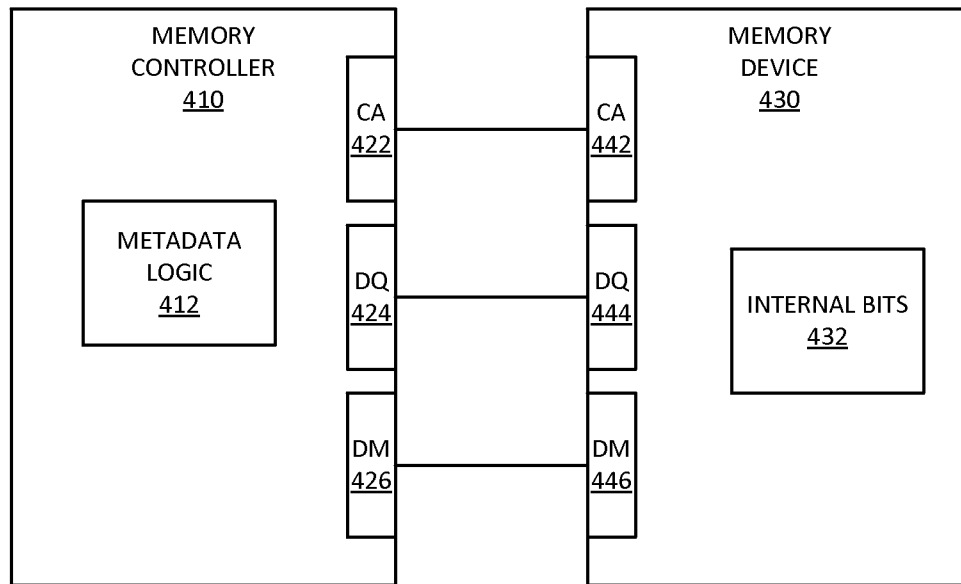 MEMORY
CONTROLLER
410
CA
422
METADATA
LOGIC
412
DQ
424
DM
426
MEMORY
DEVICE
430
CA
442
DQ
444
INTERNAL BITS
432
DM
446